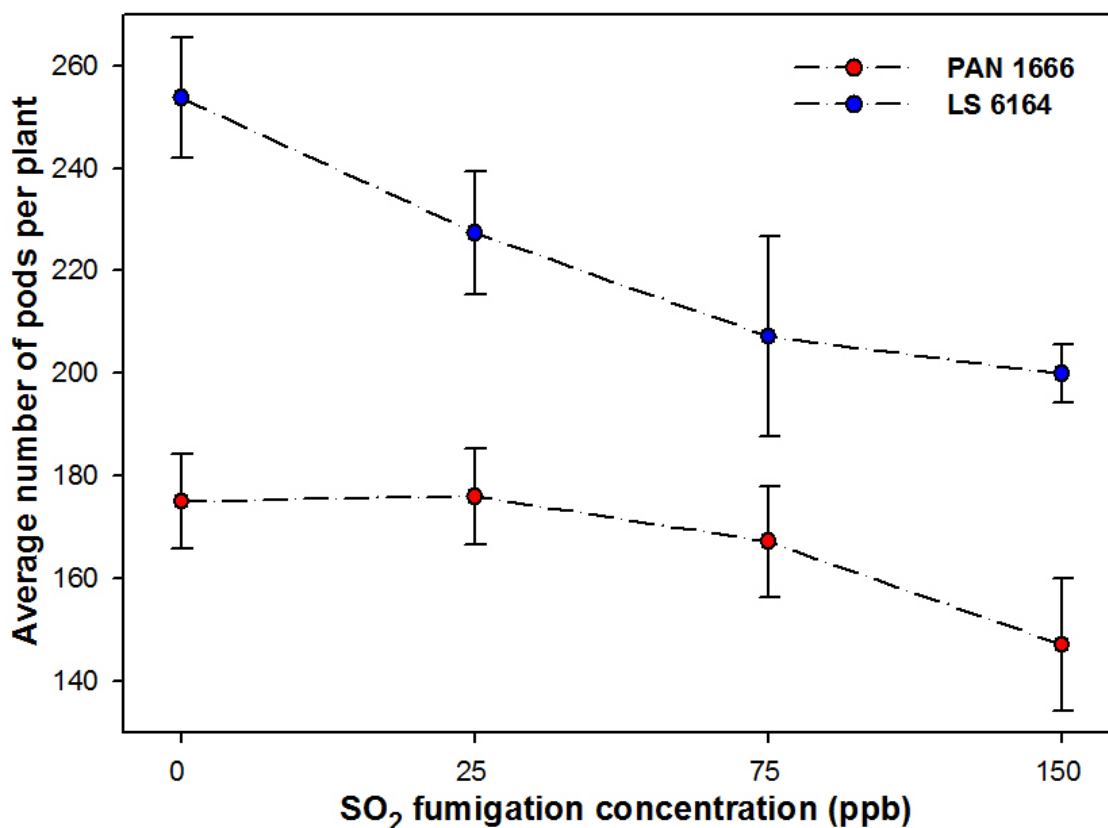 PAN 1666
LS 6164
Average number of pods per plant
260
240
220
200
180
160
140
0 25 75 150
SO₂ fumigation concentration (ppb)